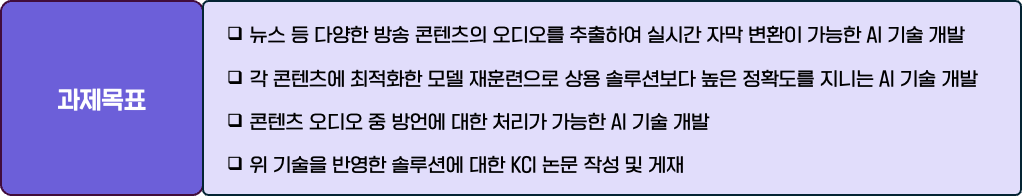 과제목표
❑ 뉴스 등 다양한 방송 콘텐츠의 오디오를 추출하여 실시간 자막 변환이 가능한 AI 기술 개발
❑ 각 콘텐츠에 최적화한 모델 재훈련으로 상용 솔루션보다 높은 정확도를 지니는 AI 기술 개발
❑ 콘텐츠 오디오 중 방언에 대한 처리가 가능한 AI 기술 개발
❑ 위 기술을 반영한 솔루션에 대한 KCI 논문 작성 및 게재